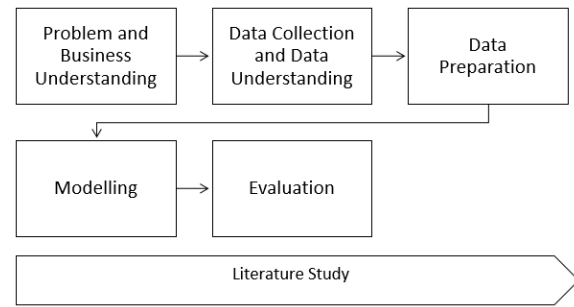 Problem and
Business
Understanding
Data Collection
and Data
Understanding
Data
Preparation
Modelling
Evaluation
Literature Study